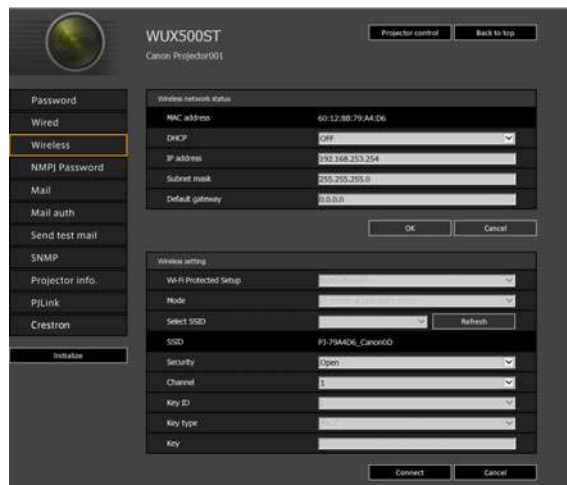 WUX500ST
Projector control
Back to top
Canon Projector001
Password
Wired
Wireless
NMPJ Password
Mail
Mail auth
Send test mail
SNMP
Projector info.
PJLink
Crestron
Initialize
Wireless network status
MAC address 60:12:8B:79:A4:D6
DHCP OFF
IP address 192.168.253.254
Subnet mask 255.255.255.0
Default gateway 0.0.0.0
OK Cancel
Wireless setting
Wi-Fi Protected Setup
Mode
Select SSID Refresh
SSID PJ-79A4D6_Canon0D
Security Open
Channel 1
Key ID
Key type
Key
Connect Cancel